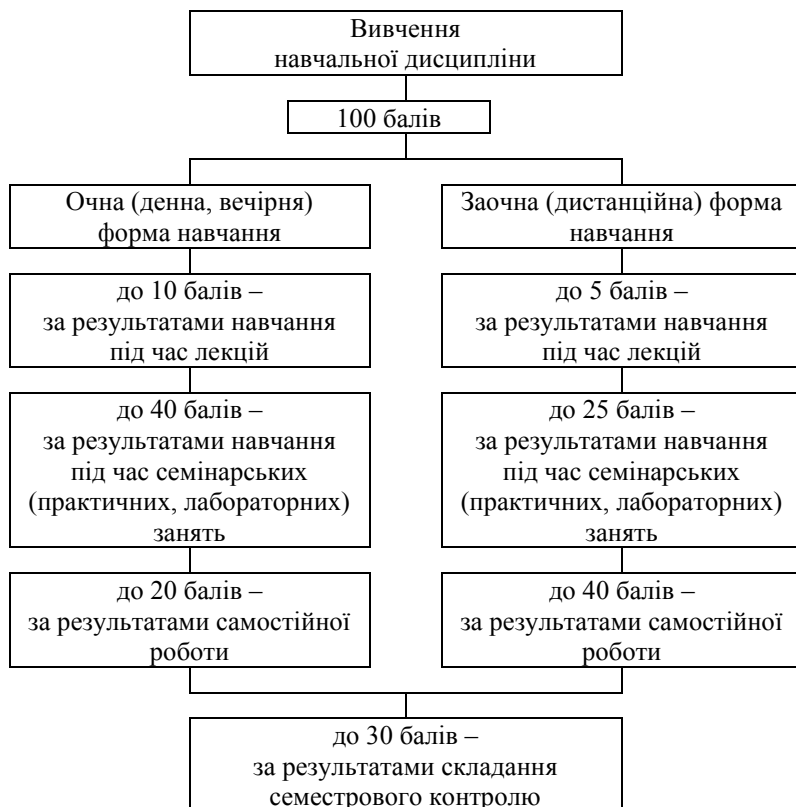 Вивчення
навчальної дисципліни
100 балів
Очна (денна, вечірня)
форма навчання
до 10 балів –
за результатами навчання
під час лекцій
до 40 балів –
за результатами навчання
під час семінарських
(практичних, лабораторних)
занять
до 20 балів –
за результатами самостійної
роботи
Заочна (дистанційна) форма
навчання
до 5 балів –
за результатами навчання
під час лекцій
до 25 балів –
за результатами навчання
під час семінарських
(практичних, лабораторних)
занять
до 40 балів –
за результатами самостійної
роботи
до 30 балів –
за результатами складання
семестрового контролю